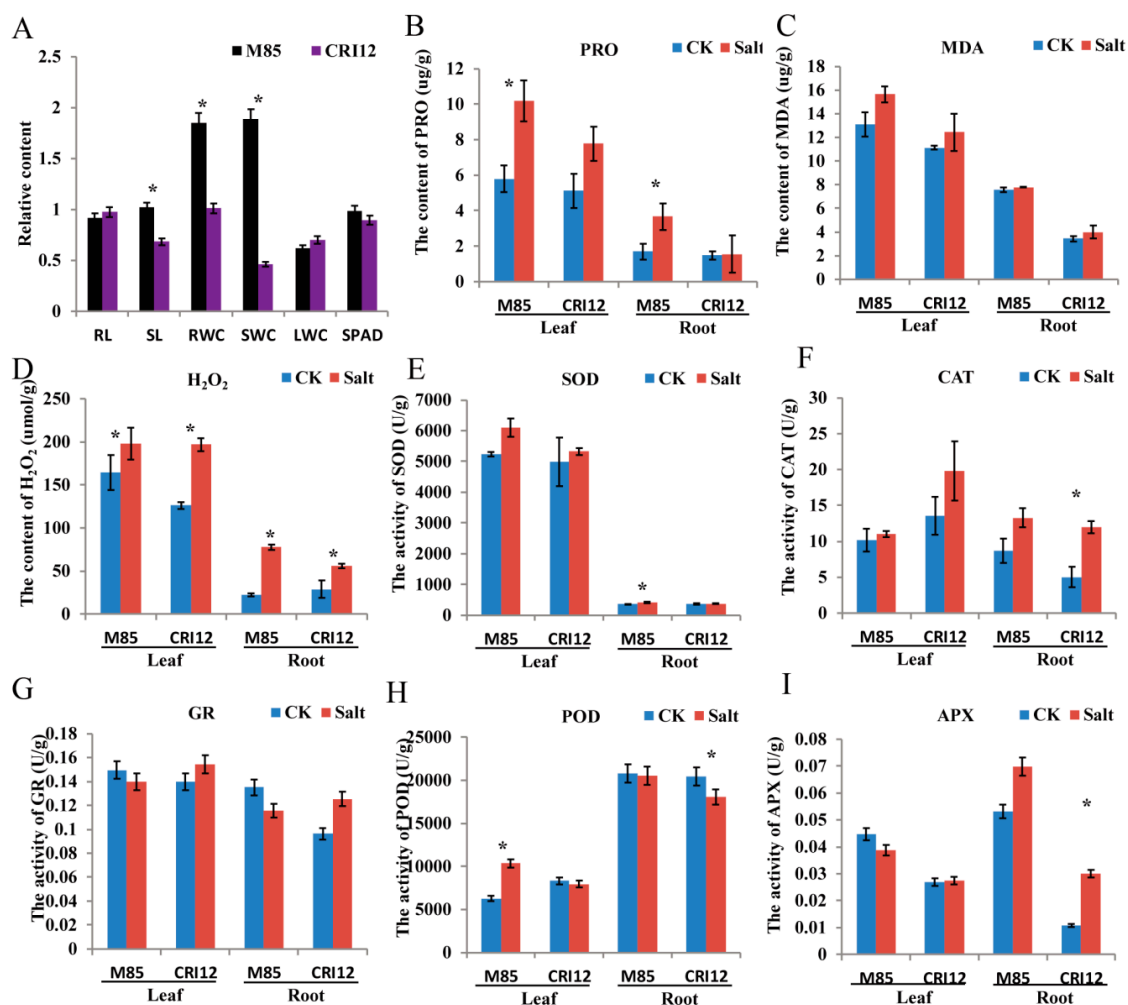 A
M85 CRI12
Relative content
2.5
2
1.5
1
0.5
0
* * *
RL SL RWC SWC LWC SPAD
B
PRO
CK Salt
The content of PRO (ug/g)
12
10
8
6
4
2
0
* *
M85 CRI12 M85 CRI12
Leaf Root
C
MDA
CK Salt
The content of MDA (ug/g)
18
16
14
12
10
8
6
4
2
0
M85 CRI12 M85 CRI12
Leaf Root
D
H₂O₂
CK Salt
The content of H₂O₂ (umol/g)
250
200
150
100
50
0
* * * *
M85 CRI12 M85 CRI12
Leaf Root
E
SOD
CK Salt
The activity of SOD (U/g)
7000
6000
5000
4000
3000
2000
1000
0
*
M85 CRI12 M85 CRI12
Leaf Root
F
CAT
CK Salt
The activity of CAT (U/g)
30
25
20
15
10
5
0
*
M85 CRI12 M85 CRI12
Leaf Root
G
GR
CK Salt
The activity of GR (U/g)
0.18
0.16
0.14
0.12
0.1
0.08
0.06
0.04
0.02
0
M85 CRI12 M85 CRI12
Leaf Root
H
POD
CK Salt
The activity of POD (U/g)
25000
20000
15000
10000
5000
0
* *
M85 CRI12 M85 CRI12
Leaf Root
I
APX
CK Salt
The activity of APX (U/g)
0.08
0.07
0.06
0.05
0.04
0.03
0.02
0.01
0
*
M85 CRI12 M85 CRI12
Leaf Root